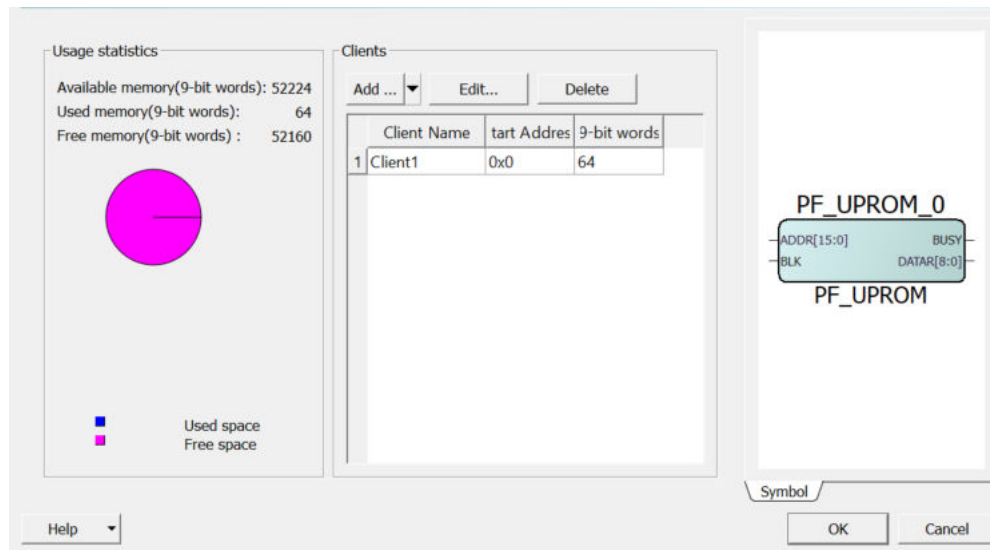 Usage statistics
Available memory(9-bit words): 52224
Used memory(9-bit words): 64
Free memory(9-bit words) : 52160
Used space
Free space
Clients
Add ... Edit... Delete
Client Name tart Addres 9-bit words
1 Client1 0x0 64
PF_UPROM_0
ADDR[15:0] BUSY
BLK DATAR[8:0]
PF_UPROM
Symbol
Help OK Cancel